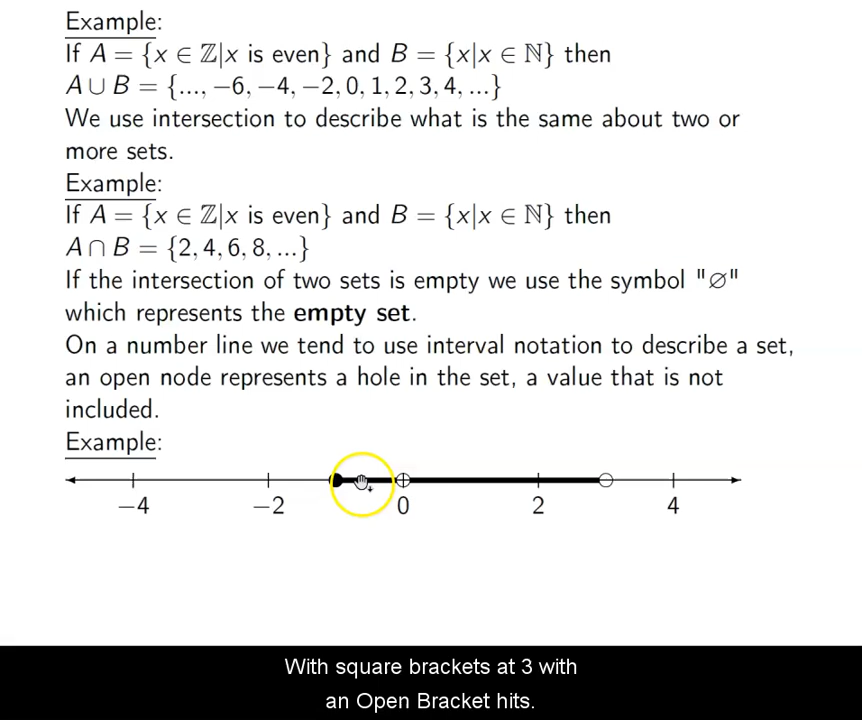 Example:
If A = {x ∈ ℤ|x is even} and B = {x|x ∈ ℕ} then
A ∪ B = {..., −6, −4, −2, 0, 1, 2, 3, 4, ...}
We use intersection to describe what is the same about two or
more sets.
Example:
If A = {x ∈ ℤ|x is even} and B = {x|x ∈ ℕ} then
A ∩ B = {2, 4, 6, 8, ...}
If the intersection of two sets is empty we use the symbol "∅"
which represents the empty set.
On a number line we tend to use interval notation to describe a set,
an open node represents a hole in the set, a value that is not
included.
Example:
−4 −2 0 2 4
With square brackets at 3 with
an Open Bracket hits.